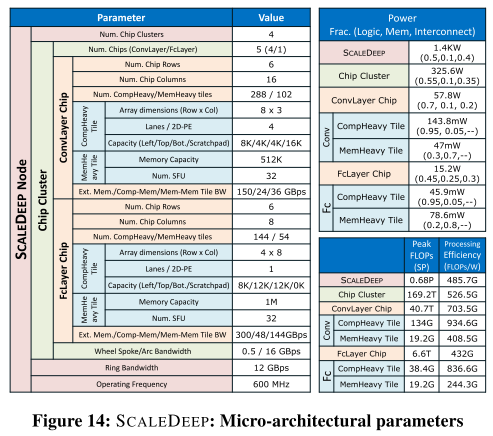 Parameter Value
Num. Chip Clusters 4
SCALEDEEP Node
Chip Cluster
Num. Chips (ConvLayer/FcLayer) 5 (4/1)
ConvLayer Chip
Num. Chip Rows 6
Num. Chip Columns 16
Num. CompHeavy/MemHeavy tiles 288 / 102
CompHeavy Tile
Array dimensions (Row x Col) 8 x 3
Lanes / 2D-PE 4
Capacity (Left/Top/Bot./Scratchpad) 8K/4K/4K/16K
MemHeavy Tile
Memory Capacity 512K
Num. SFU 32
Ext. Mem./Comp-Mem/Mem-Mem Tile BW 150/24/36 GBps
FcLayer Chip
Num. Chip Rows 6
Num. Chip Columns 8
Num. CompHeavy/MemHeavy tiles 144 / 54
CompHeavy Tile
Array dimensions (Row x Col) 4 x 8
Lanes / 2D-PE 1
Capacity (Left/Top/Bot./Scratchpad) 8K/12K/12K/0K
MemHeavy Tile
Memory Capacity 1M
Num. SFU 32
Ext. Mem./Comp-Mem/Mem-Mem Tile BW 300/48/144GBps
Wheel Spoke/Arc Bandwidth 0.5 / 16 GBps
Ring Bandwidth 12 GBps
Operating Frequency 600 MHz
Power
Frac. (Logic, Mem, Interconnect)
SCALEDEEP 1.4KW
(0.5,0.1,0.4)
Chip Cluster 325.6W
(0.55,0.1,0.35)
ConvLayer Chip 57.8W
(0.7, 0.1, 0.2)
Conv
CompHeavy Tile 143.8mW
(0.95, 0.05,--)
MemHeavy Tile 47mW
(0.3,0.7,--)
FcLayer Chip 15.2W
(0.45,0.25,0.3)
Fc
CompHeavy Tile 45.9mW
(0.95,0.05,--)
MemHeavy Tile 78.6mW
(0.2,0.8,--)
Peak FLOPs (SP) Processing Efficiency (FLOPs/W)
SCALEDEEP 0.68P 485.7G
Chip Cluster 169.2T 526.5G
ConvLayer Chip 40.7T 703.5G
Conv
CompHeavy Tile 134G 934.6G
MemHeavy Tile 19.2G 408.5G
FcLayer Chip 6.6T 432G
Fc
CompHeavy Tile 38.4G 836.6G
MemHeavy Tile 19.2G 244.3G
Figure 14: SCALEDEEP: Micro-architectural parameters